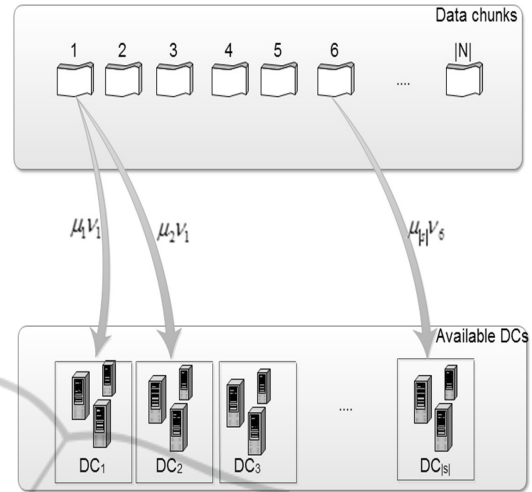 Data chunks
1 2 3 4 5 6 .... |N|
μ₁ν₁ μ₂ν₁ μ|s|ν₆
Available DCs
....
DC₁ DC₂ DC₃ DC|s|